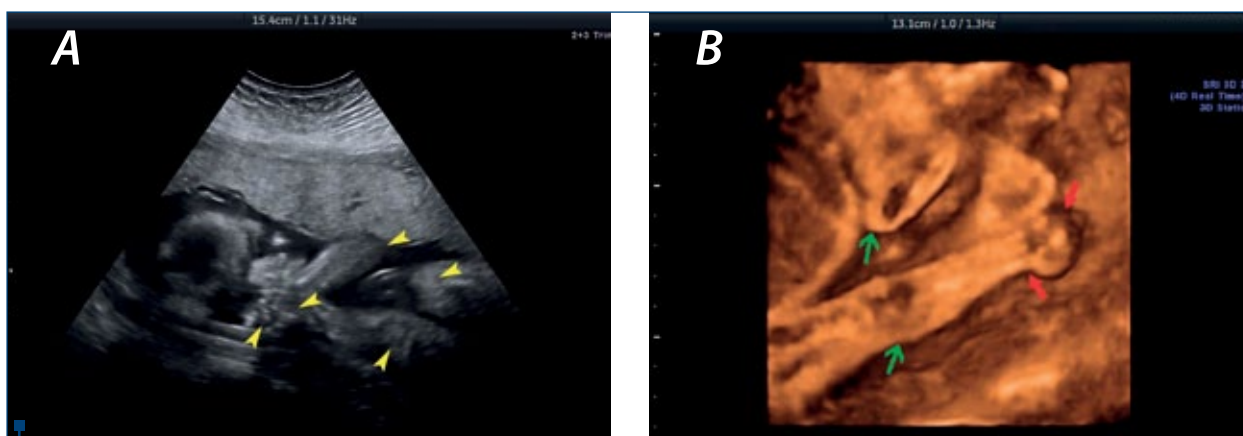 15.4cm / 1.1 / 31Hz
A
13.1cm / 1.0 / 1.3Hz
B
(4D Real Time
3D Static